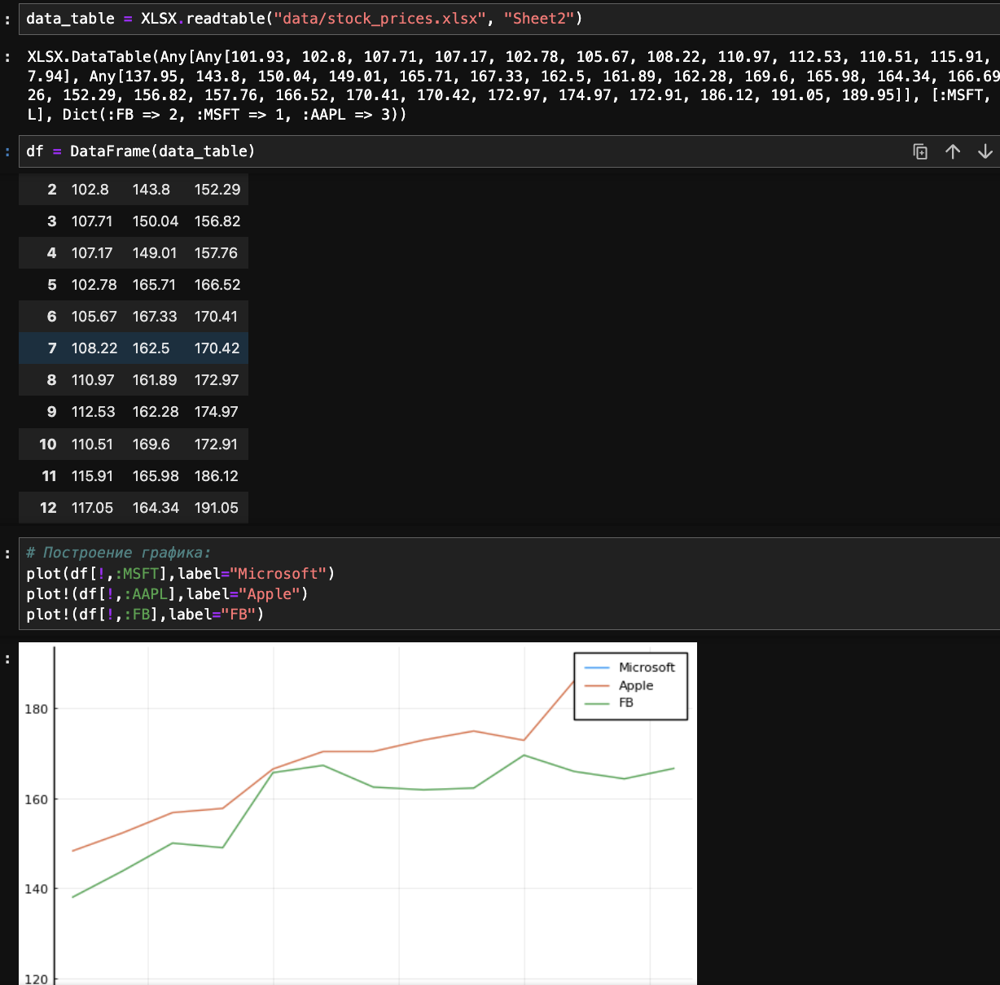 : data_table = XLSX.readtable("data/stock_prices.xlsx", "Sheet2")
: XLSX.DataTable(Any[Any[101.93, 102.8, 107.71, 107.17, 102.78, 105.67, 108.22, 110.97, 112.53, 110.51, 115.91,
7.94], Any[137.95, 143.8, 150.04, 149.01, 165.71, 167.33, 162.5, 161.89, 162.28, 169.6, 165.98, 164.34, 166.69
26, 152.29, 156.82, 157.76, 166.52, 170.41, 170.42, 172.97, 174.97, 172.91, 186.12, 191.05, 189.95]], [:MSFT,
L], Dict(:FB => 2, :MSFT => 1, :AAPL => 3))
: df = DataFrame(data_table)
2 102.8 143.8 152.29
3 107.71 150.04 156.82
4 107.17 149.01 157.76
5 102.78 165.71 166.52
6 105.67 167.33 170.41
7 108.22 162.5 170.42
8 110.97 161.89 172.97
9 112.53 162.28 174.97
10 110.51 169.6 172.91
11 115.91 165.98 186.12
12 117.05 164.34 191.05
: # Построение графика:
plot(df[!,:MSFT],label="Microsoft")
plot!(df[!,:AAPL],label="Apple")
plot!(df[!,:FB],label="FB")
:
Microsoft
Apple
FB
180
160
140
120